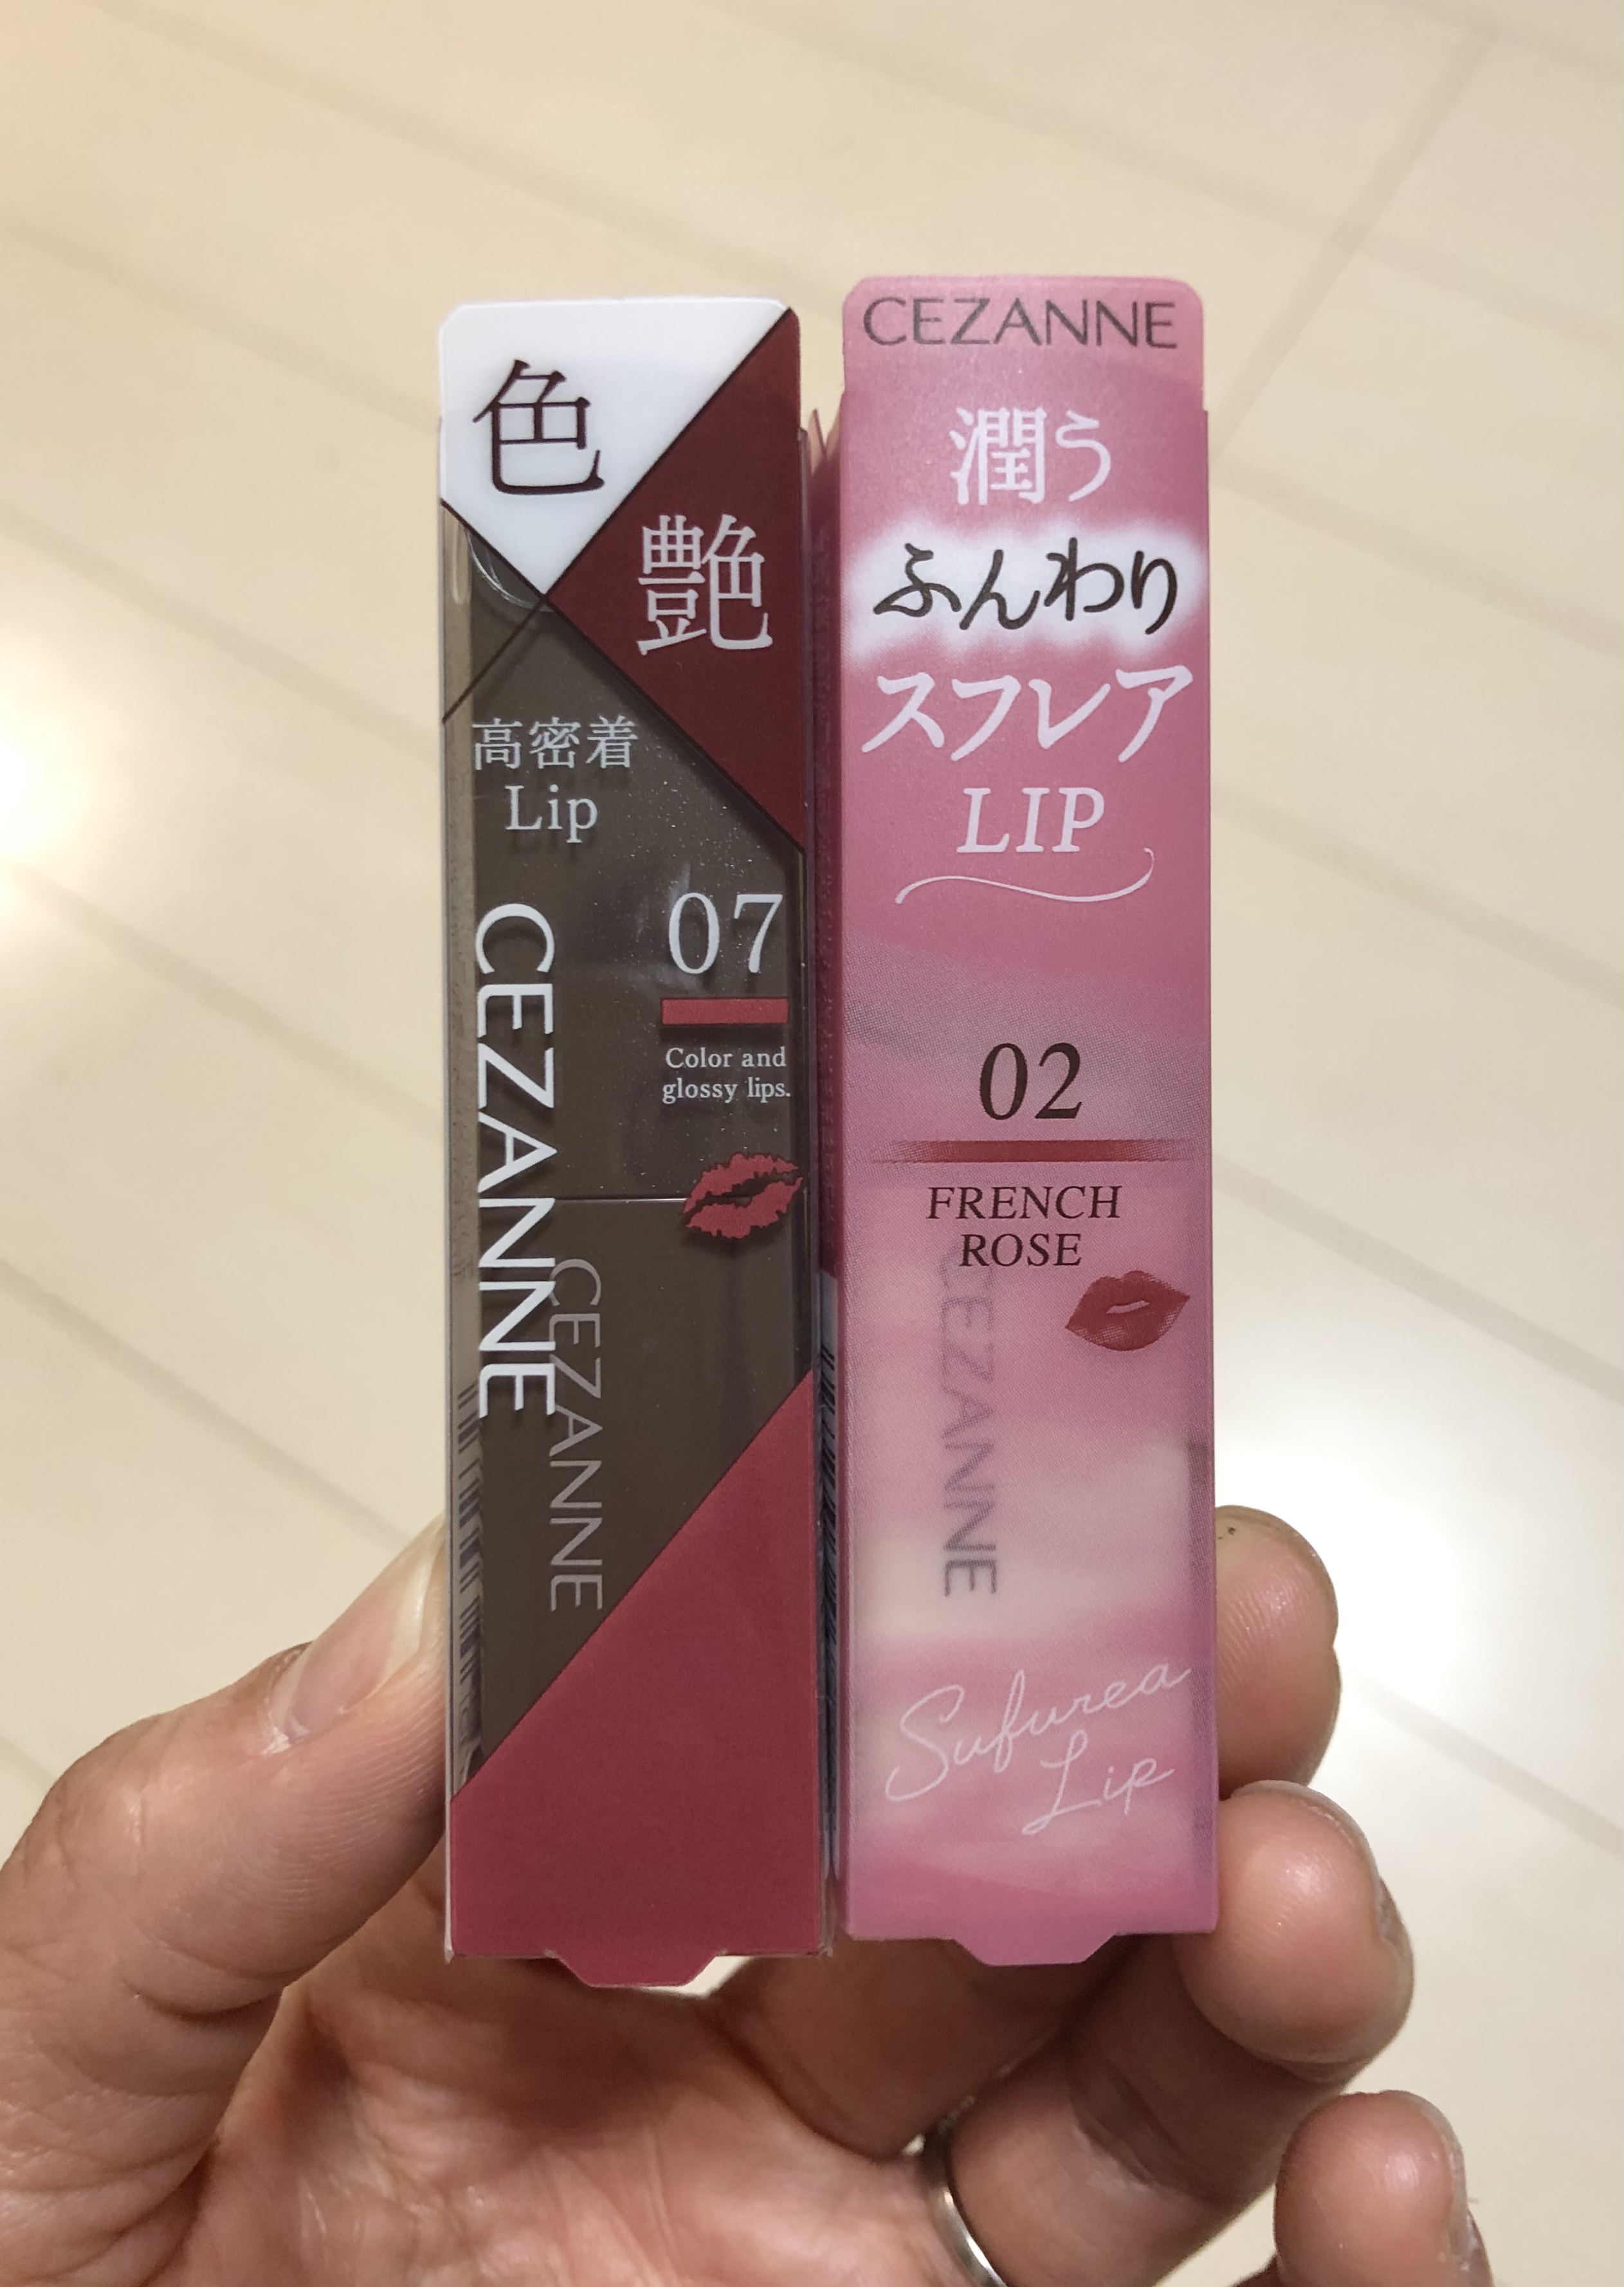 色
艶
高密着
Lip
07
Color and
glossy lips.
CEZANNE
CEZANNE
CEZANNE
潤う
ふんわり
スフレア
LIP
02
FRENCH
ROSE
CEZANNE
Sufurea
Lip